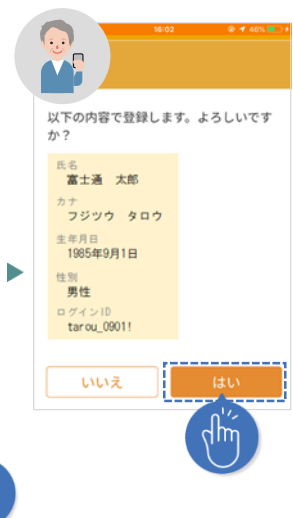 16:02
46%
以下の内容で登録します。よろしいです
か？
氏名
富士通　太郎
カナ
フジツウ　タロウ
生年月日
1985年9月1日
性別
男性
ログインID
tarou_0901!
いいえ
はい